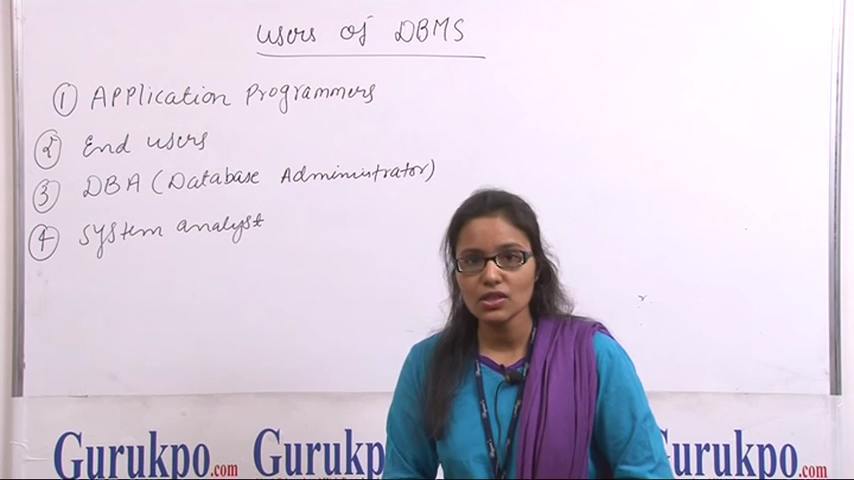 Users of DBMS
① Application Programmers
② End users
③ DBA (Database Administrator)
④ System analyst
Gurukpo.com Gurukp urukpo.com